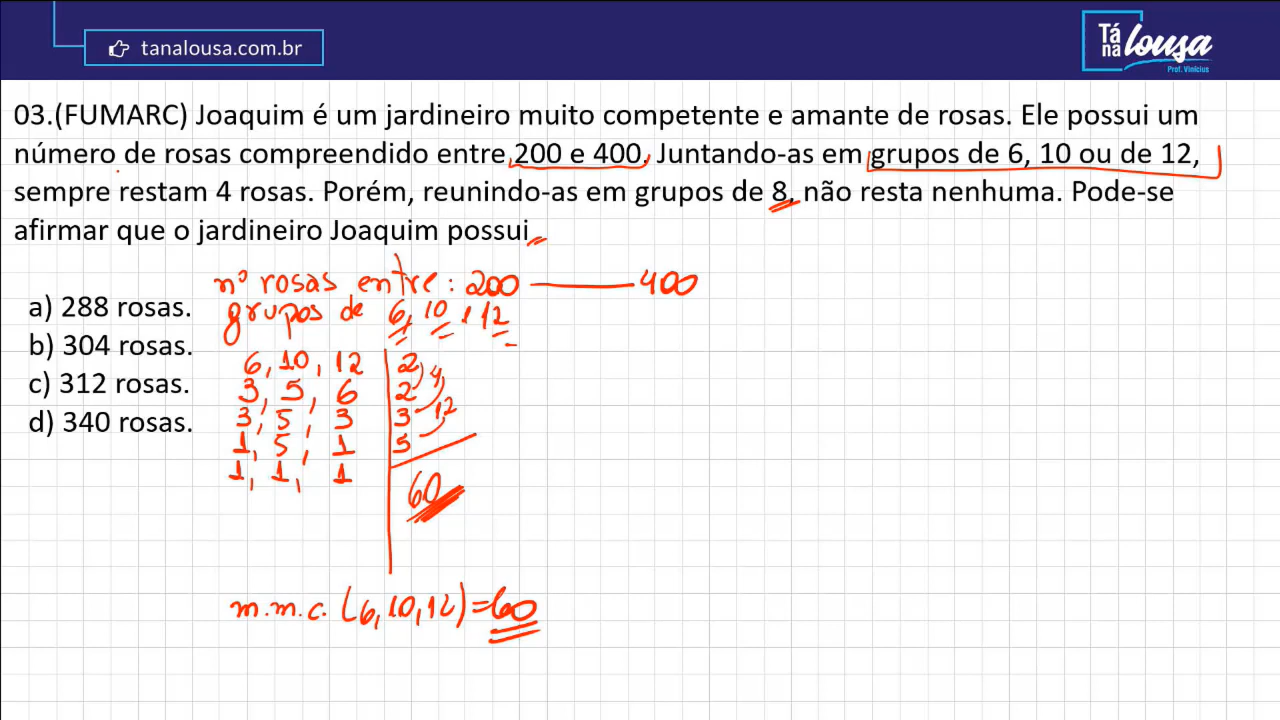 tanalousa.com.br
Tá
na lousa
Prof. Vinícius
03.(FUMARC) Joaquim é um jardineiro muito competente e amante de rosas. Ele possui um
número de rosas compreendido entre 200 e 400. Juntando-as em grupos de 6, 10 ou de 12,
sempre restam 4 rosas. Porém, reunindo-as em grupos de 8, não resta nenhuma. Pode-se
afirmar que o jardineiro Joaquim possui
a) 288 rosas.
b) 304 rosas.
c) 312 rosas.
d) 340 rosas.
nº rosas entre: 200 — 400
grupos de 6, 10, 12
6, 10, 12 | 2
3, 5, 6 | 2 4
3, 5, 3 | 3 12
1, 5, 1 | 5
1, 1, 1
60
m.m.c. (6, 10, 12) = 60